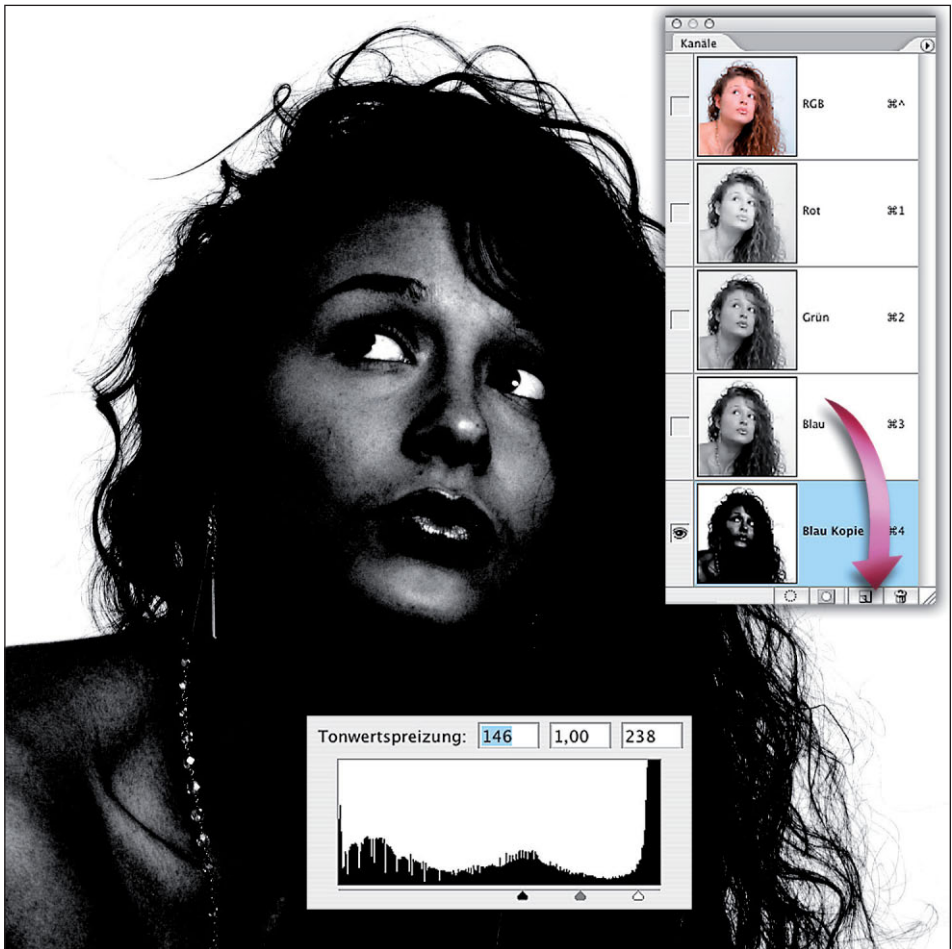 Kanäle
RGB ⌘^
Rot ⌘1
Grün ⌘2
Blau ⌘3
Blau Kopie ⌘4
Tonwertspreizung: 146 1,00 238